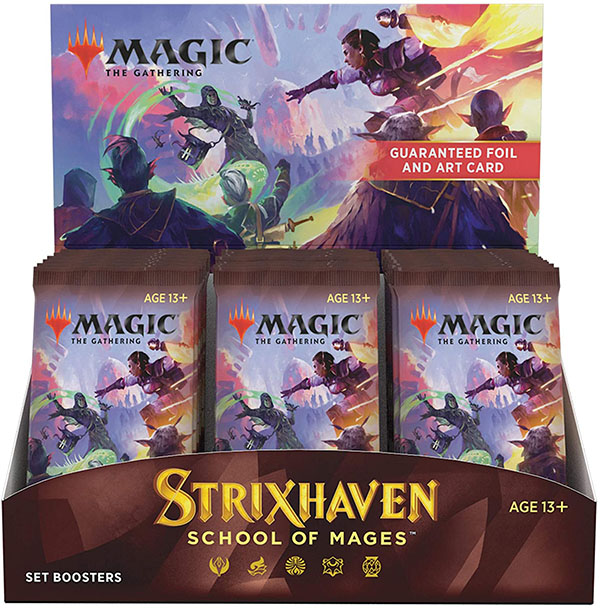 MAGIC
THE GATHERING
GUARANTEED FOIL
AND ART CARD
AGE 13+
MAGIC
THE GATHERING
AGE 13+
MAGIC
THE GATHERING
AGE 13+
MAGIC
THE GATHERING
STRIXHAVEN
SCHOOL OF MAGES™
AGE 13+
SET BOOSTERS